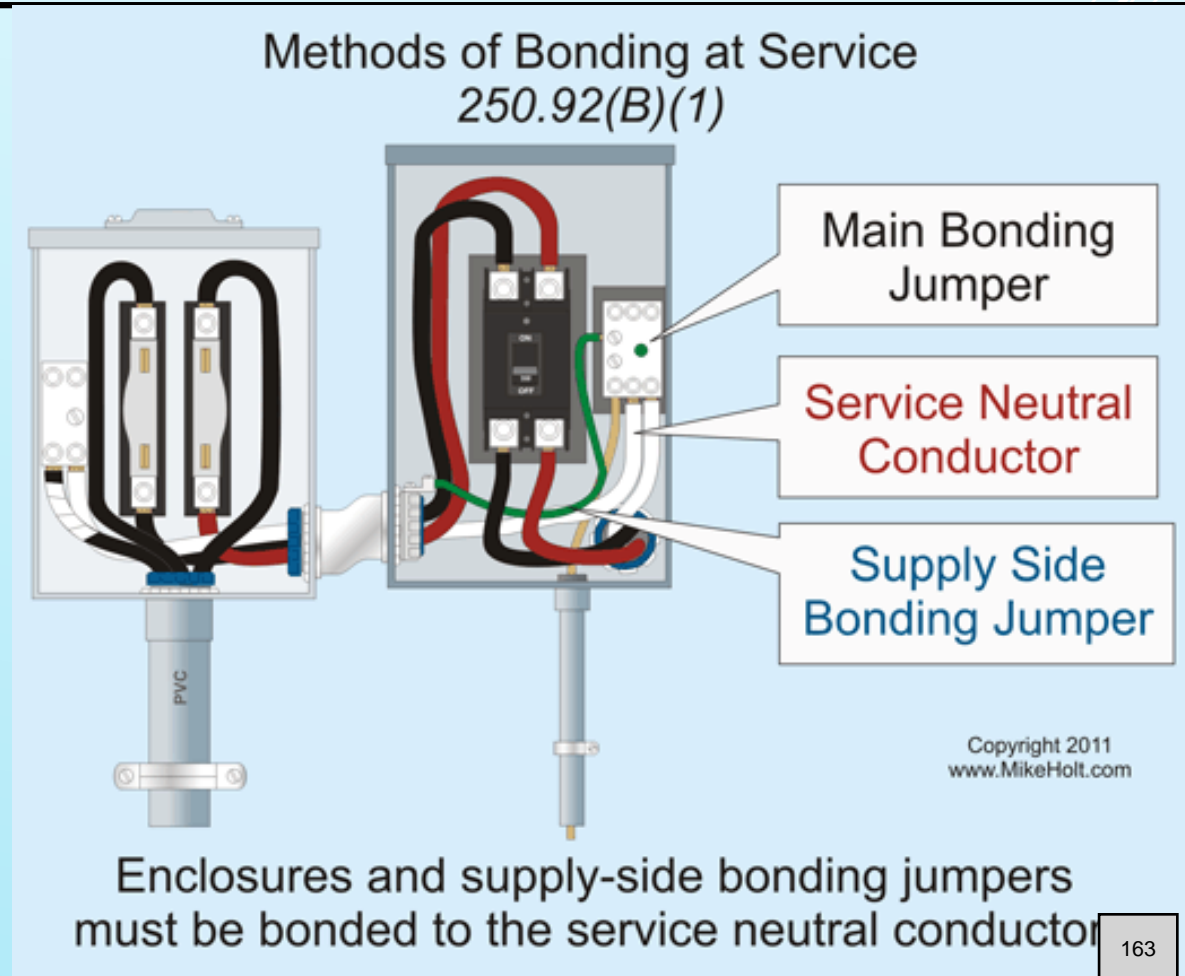 Methods of Bonding at Service
250.92(B)(1)
Main Bonding
Jumper
ON
OFF
Service Neutral
Conductor
Supply Side
Bonding Jumper
PVC
Copyright 2011
www.MikeHolt.com
Enclosures and supply-side bonding jumpers
must be bonded to the service neutral conductor
163